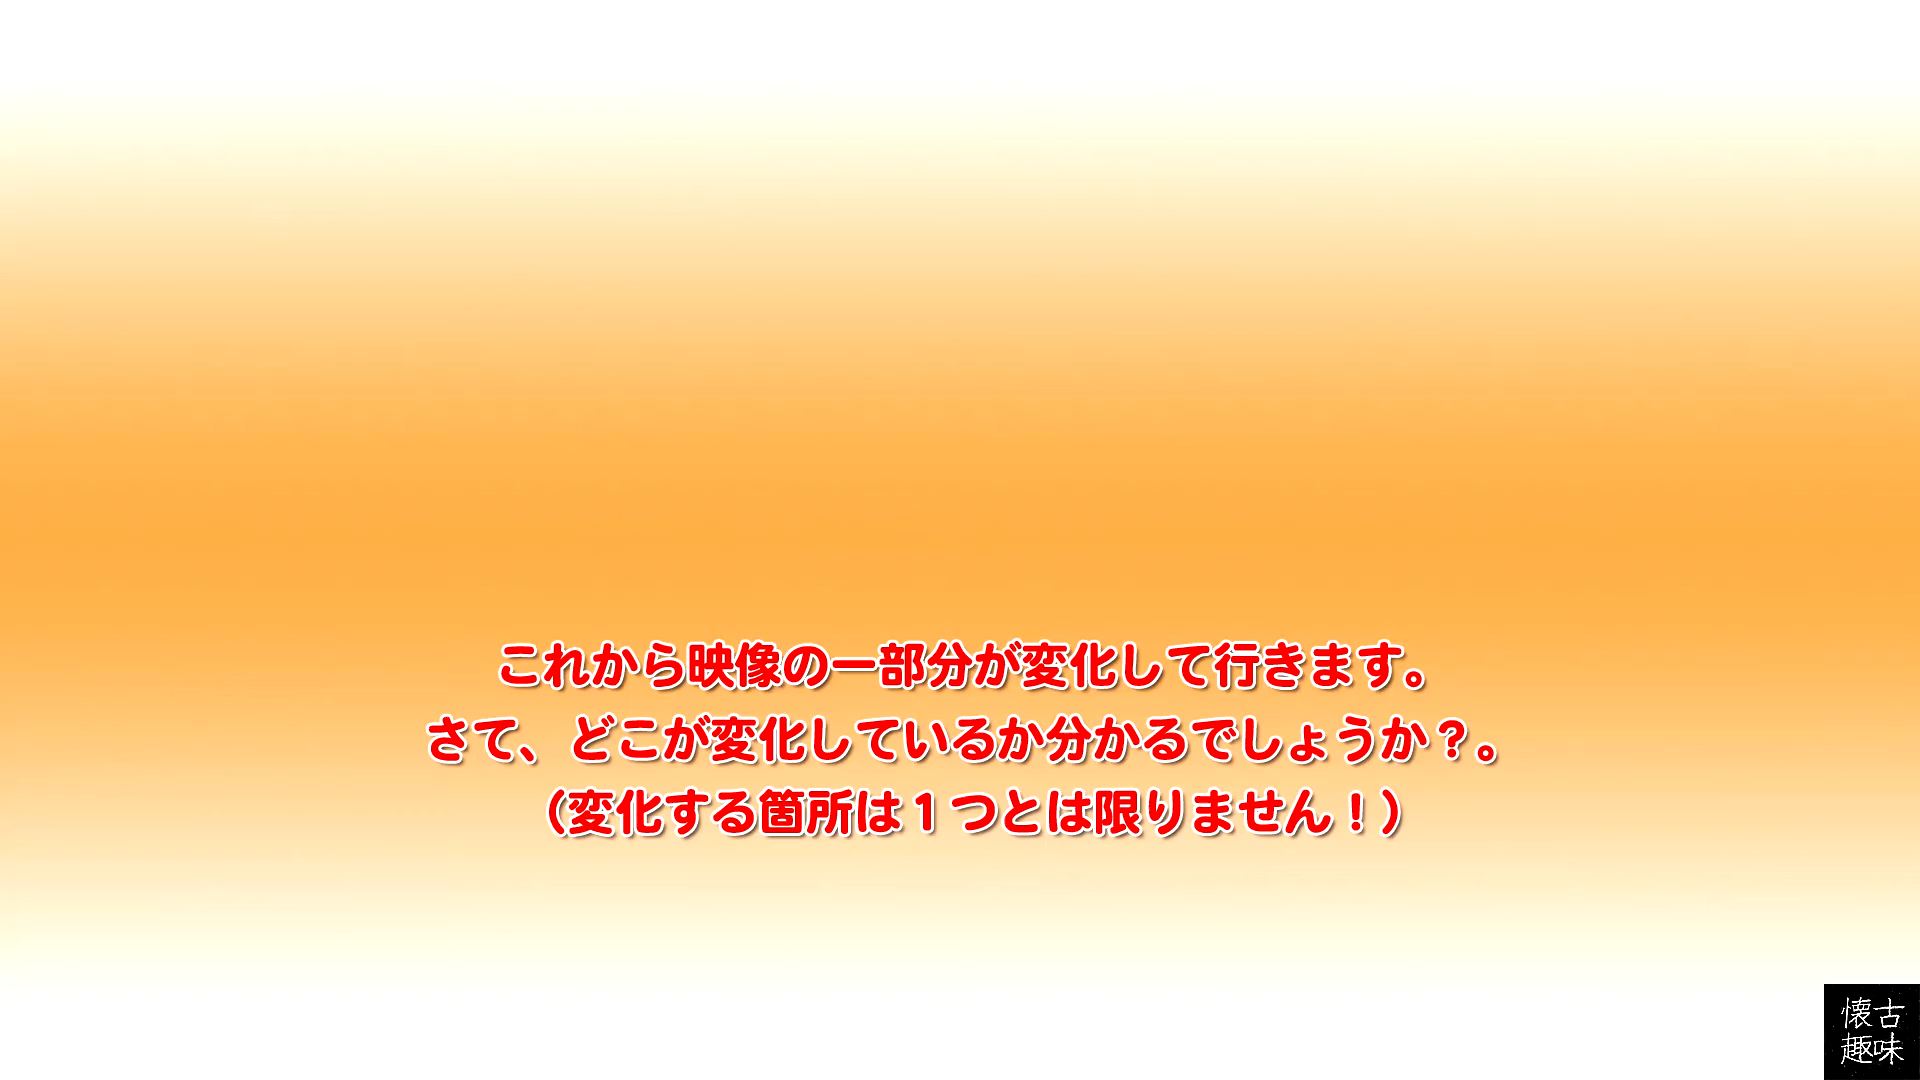 これから映像の一部分が変化して行きます。
さて、どこが変化しているか分かるでしょうか？。
（変化する箇所は１つとは限りません！）
懐古
趣味